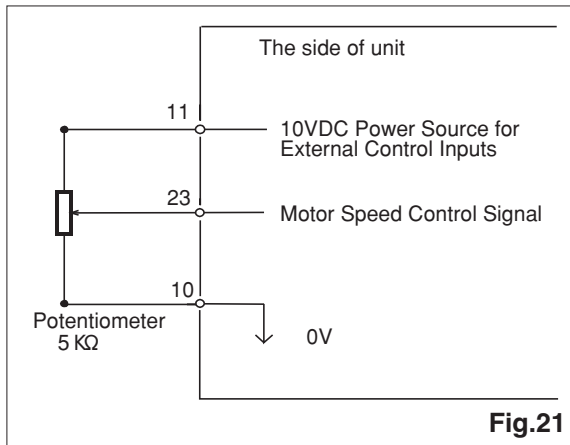 The side of unit
11
10VDC Power Source for
External Control Inputs
23
Motor Speed Control Signal
10
Potentiometer
5 KΩ
0V
Fig.21